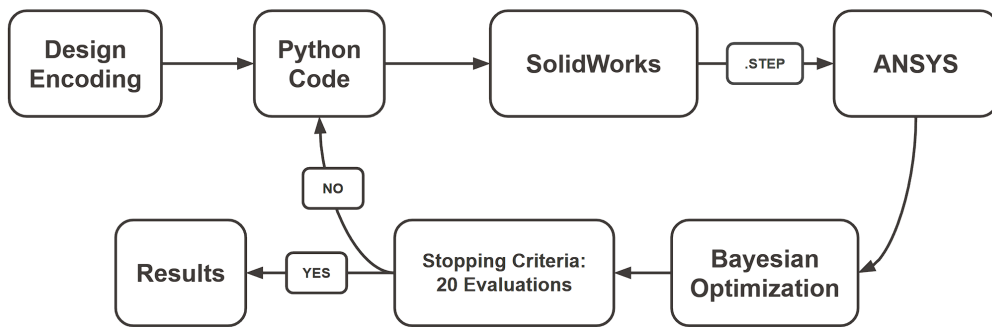 Design
Encoding
Python
Code
SolidWorks
.STEP
ANSYS
NO
Results
YES
Stopping Criteria:
20 Evaluations
Bayesian
Optimization